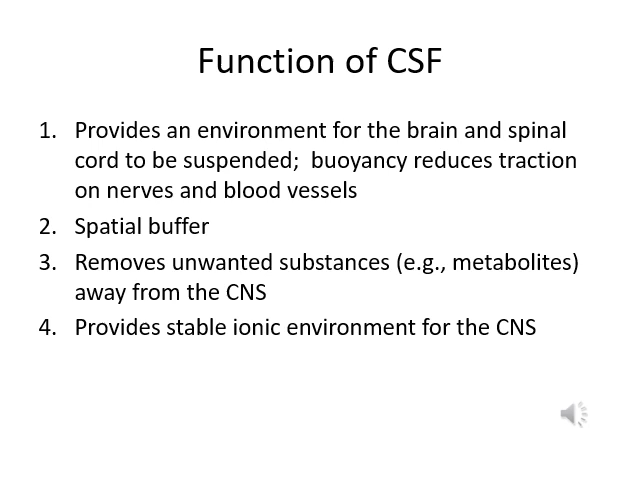 Function of CSF
1. Provides an environment for the brain and spinal
cord to be suspended;  buoyancy reduces traction
on nerves and blood vessels
2. Spatial buffer
3. Removes unwanted substances (e.g., metabolites)
away from the CNS
4. Provides stable ionic environment for the CNS